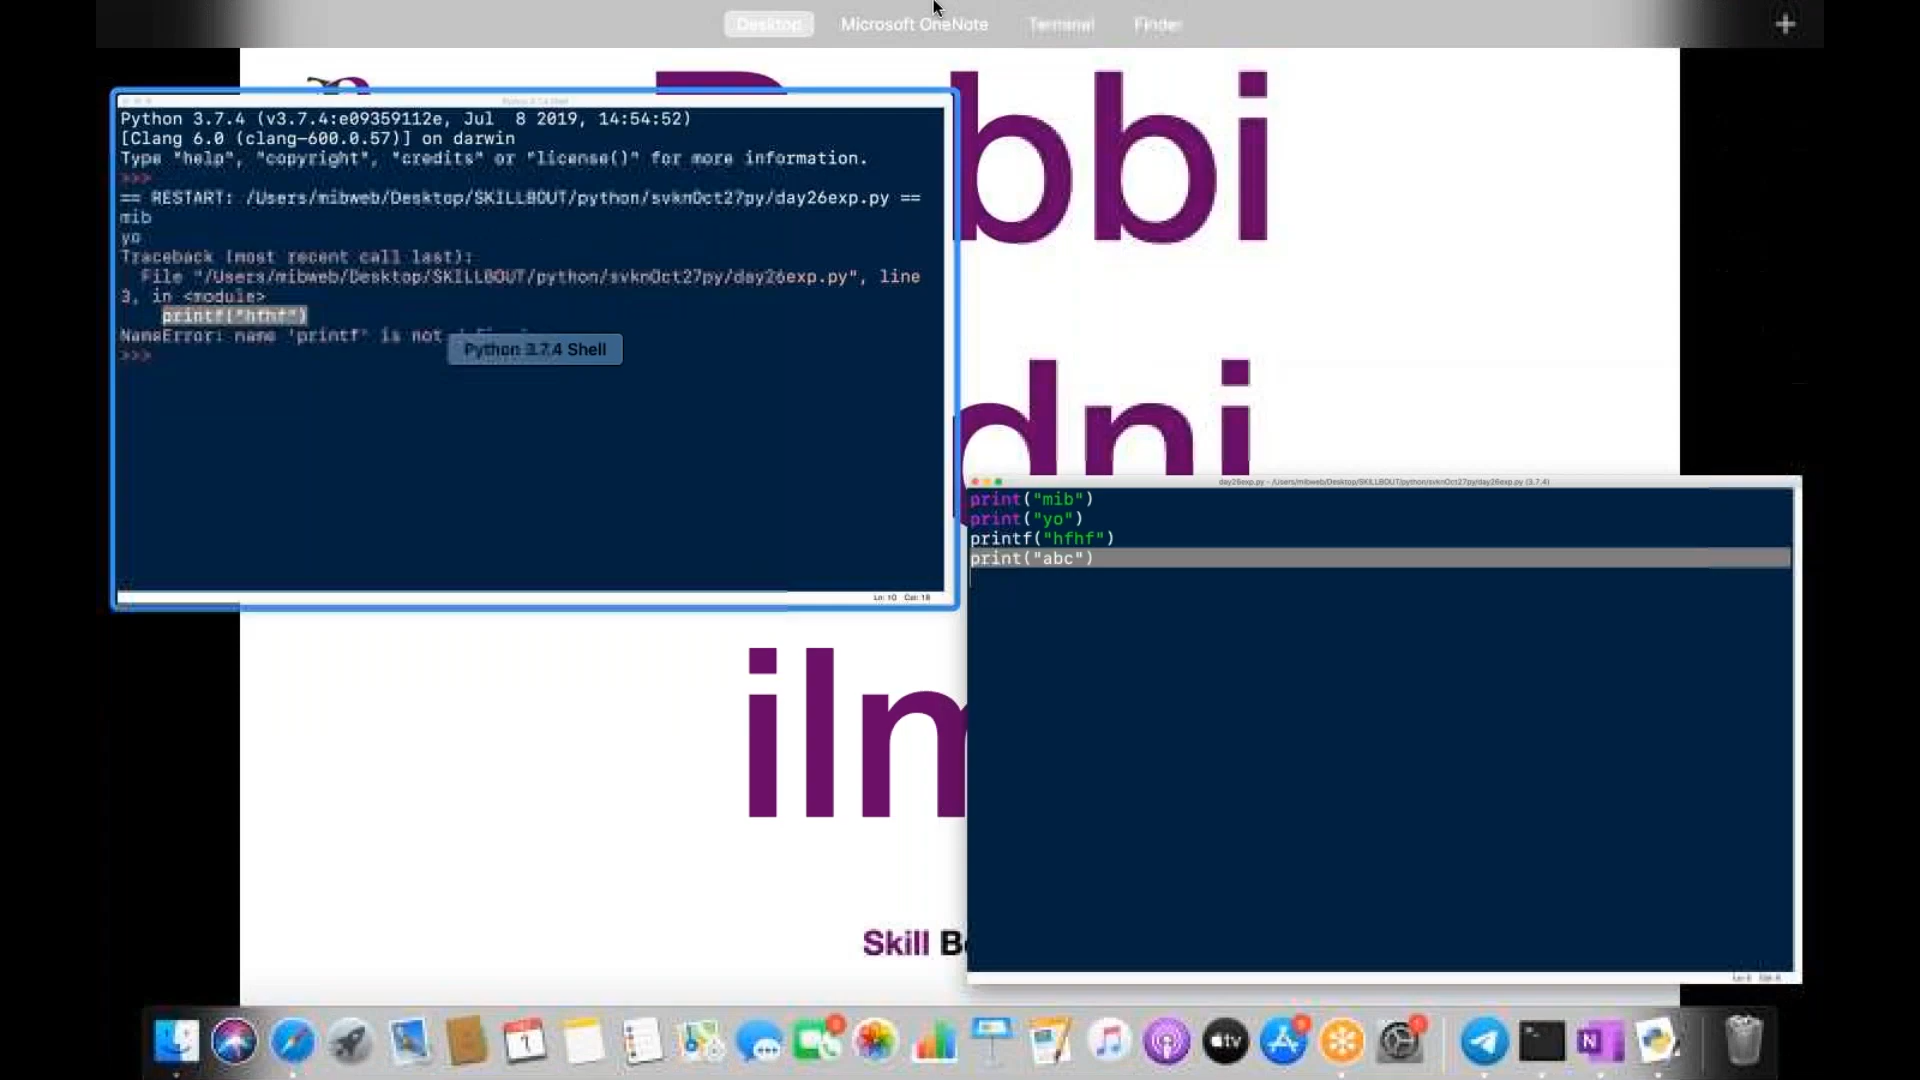 Desktop Microsoft OneNote Terminal Finder
bbi
Python 3.7.4 Shell
Python 3.7.4 (v3.7.4:e09359112e, Jul  8 2019, 14:54:52)
[Clang 6.0 (clang-600.0.57)] on darwin
Type "help", "copyright", "credits" or "license()" for more information.
>>>
== RESTART: /Users/mibweb/Desktop/SKILLBOUT/python/svknOct27py/day26exp.py ==
mib
yo
Traceback (most recent call last):
  File "/Users/mibweb/Desktop/SKILLBOUT/python/svknOct27py/day26exp.py", line
3, in <module>
    printf("hfhf")
NameError: name 'printf' is not
>>>
Python 3.7.4 Shell
Ln: 10 Col: 18
dni
day26exp.py - /Users/mibweb/Desktop/SKILLBOUT/python/svknOct27py/day26exp.py (3.7.4)
print("mib")
print("yo")
printf("hfhf")
print("abc")
ilm
Skill B
tv
N